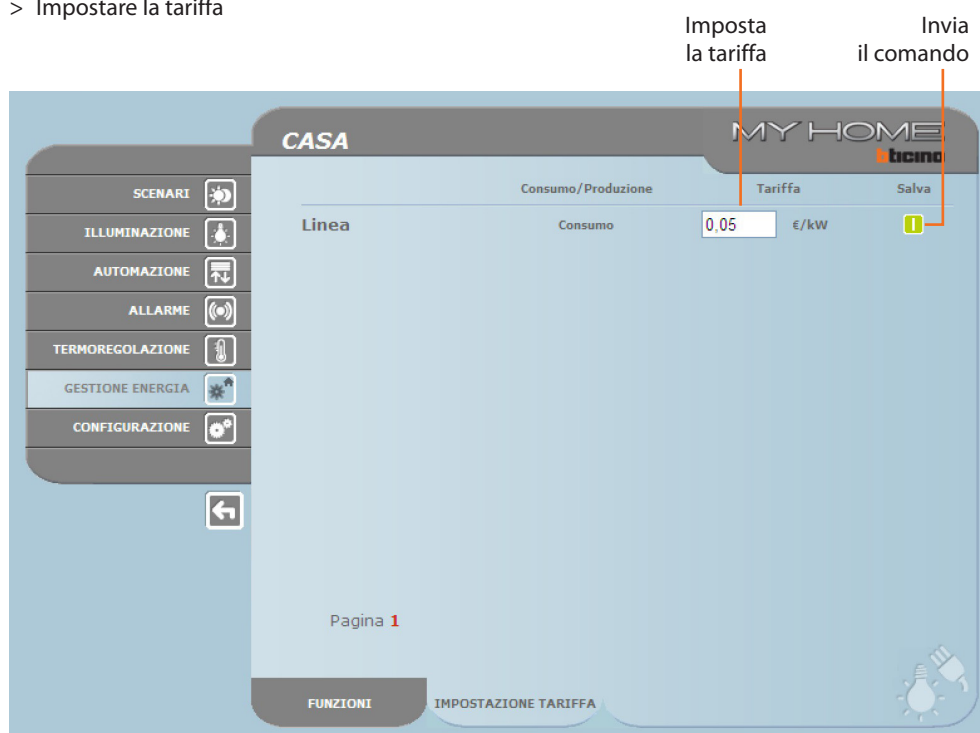 > Impostare la tariffa
Imposta
la tariffa
Invia
il comando
CASA
MY HOME
bticino
SCENARI
ILLUMINAZIONE
AUTOMAZIONE
ALLARME
TERMOREGOLAZIONE
GESTIONE ENERGIA
CONFIGURAZIONE
Consumo/Produzione Tariffa Salva
Linea Consumo 0,05 €/kW
Pagina 1
FUNZIONI IMPOSTAZIONE TARIFFA